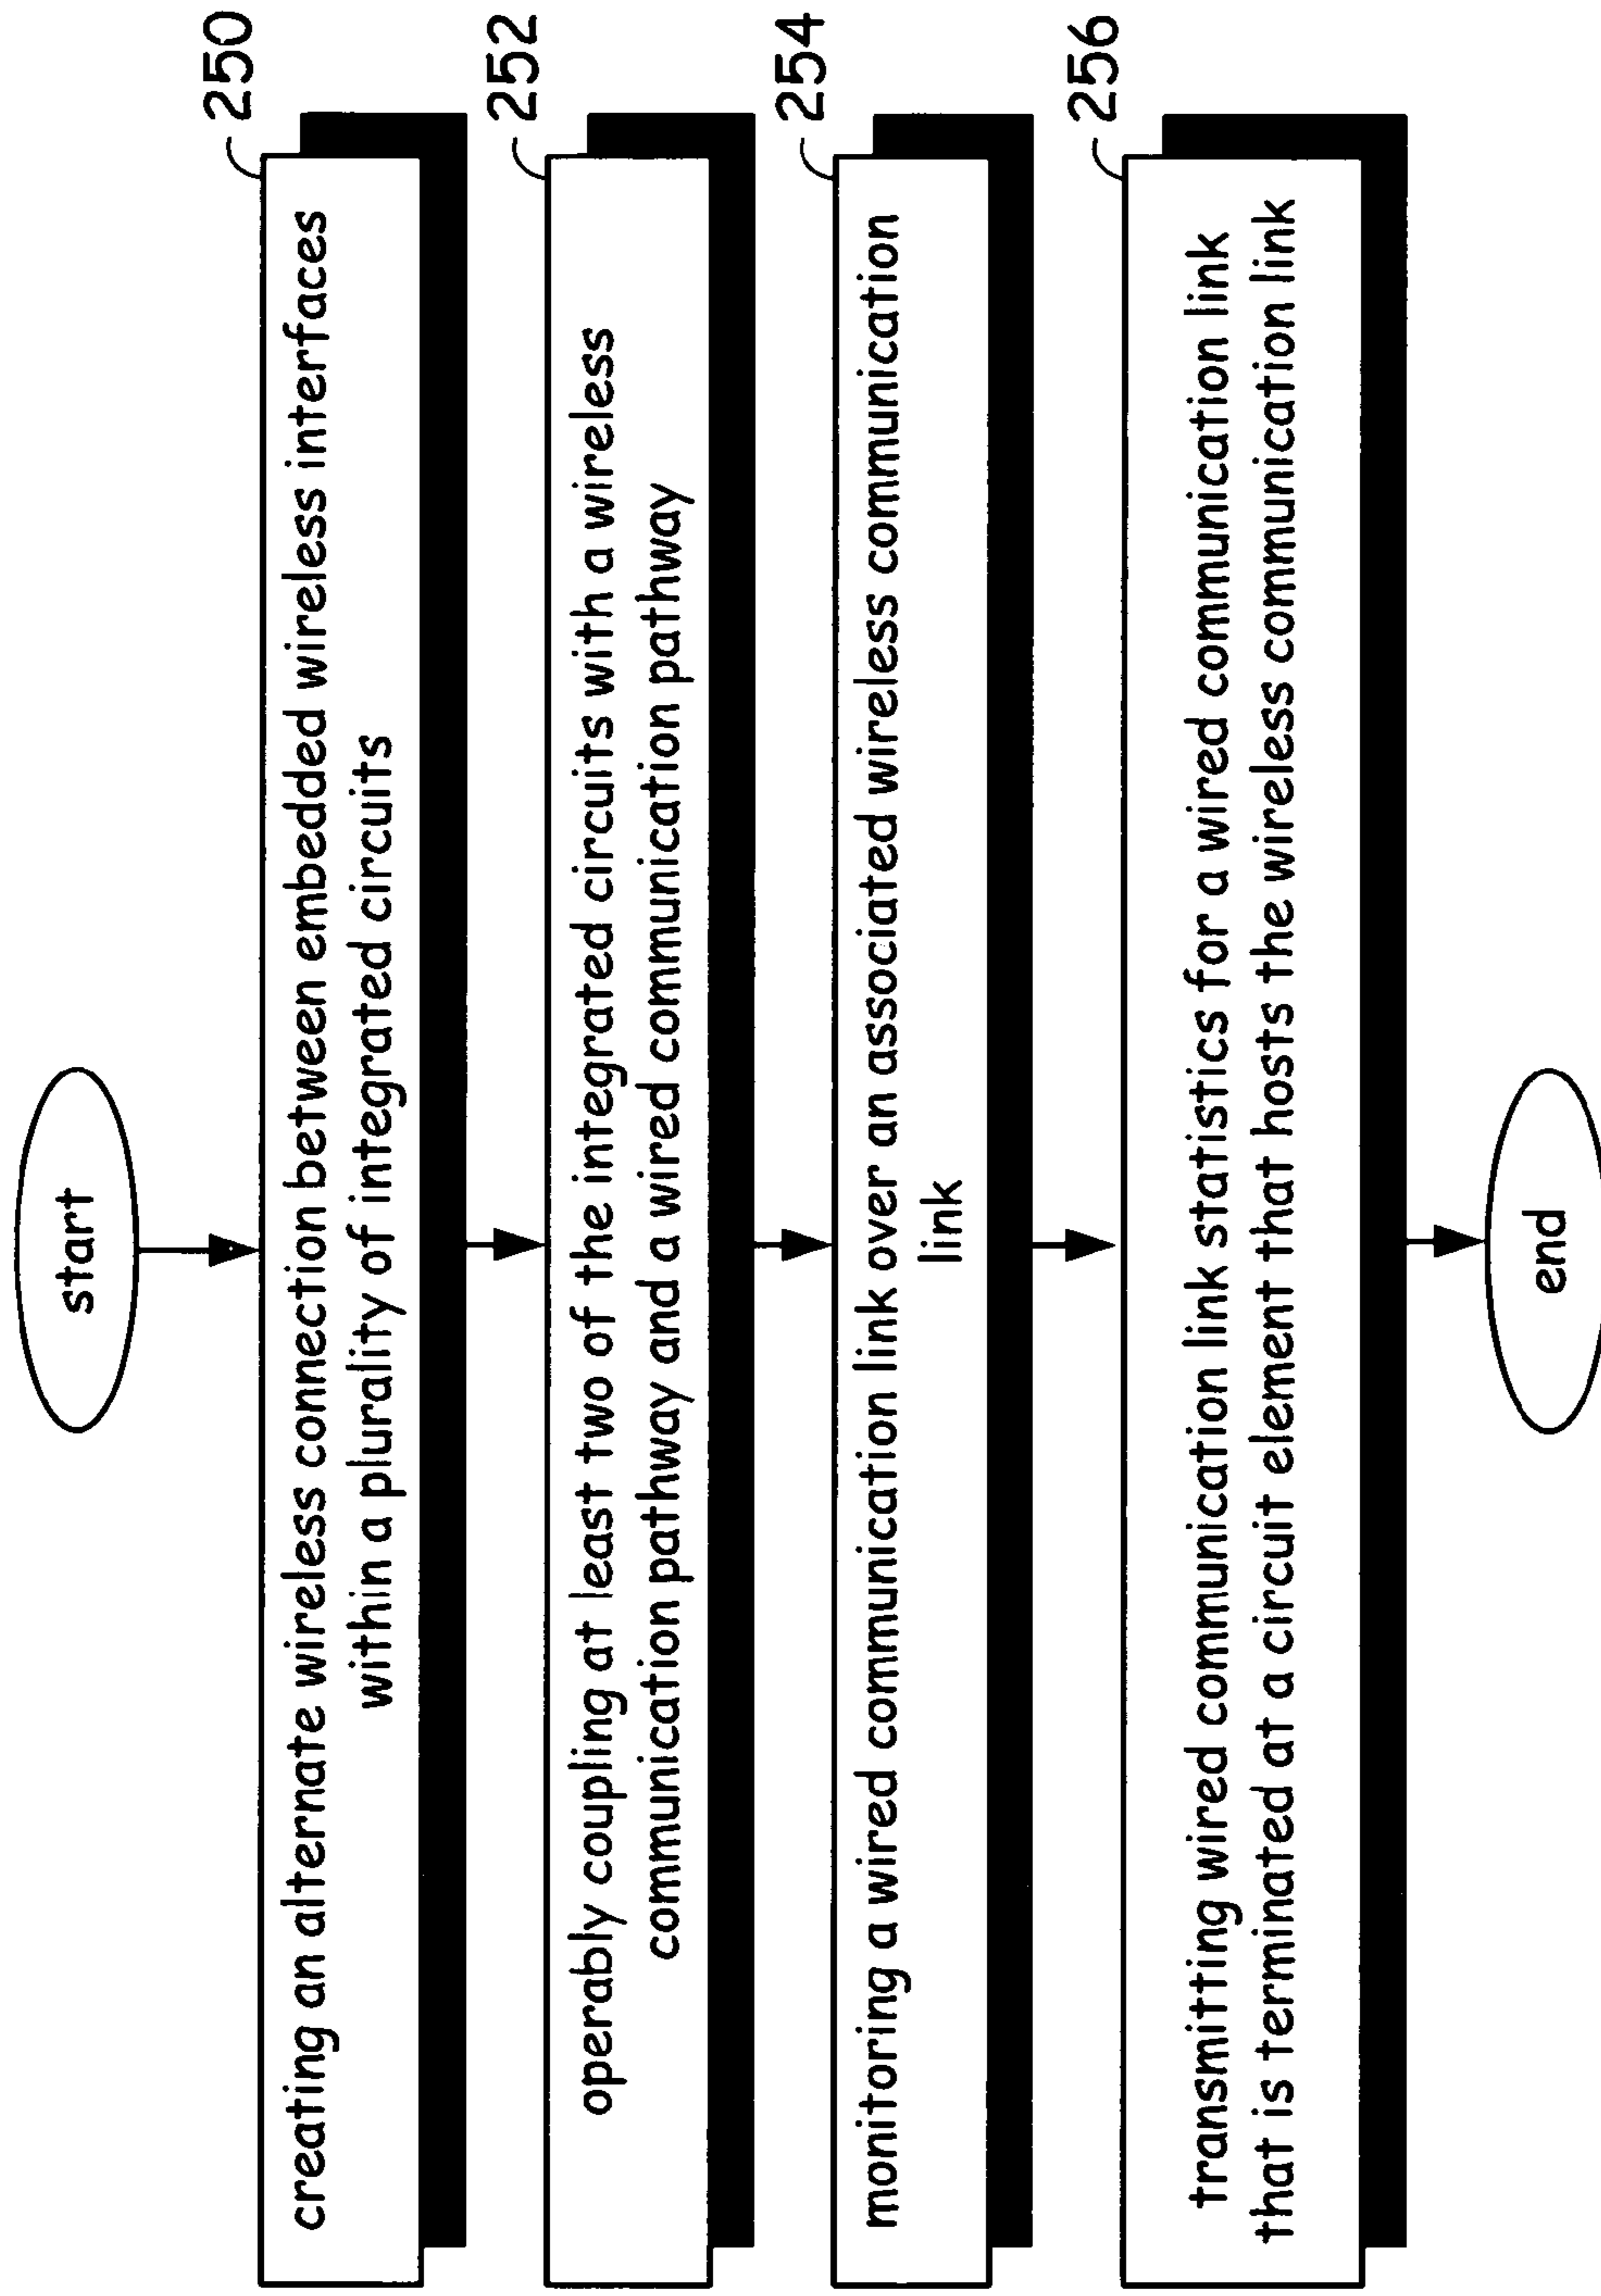 start
250
creating an alternate wireless connection between embedded wireless interfaces
within a plurality of integrated circuits
252
operably coupling at least two of the integrated circuits with a wireless
communication pathway and a wired communication pathway
254
monitoring a wired communication link over an associated wireless communication
link
256
transmitting wired communication link statistics for a wired communication link
that is terminated at a circuit element that hosts the wireless communication link
end